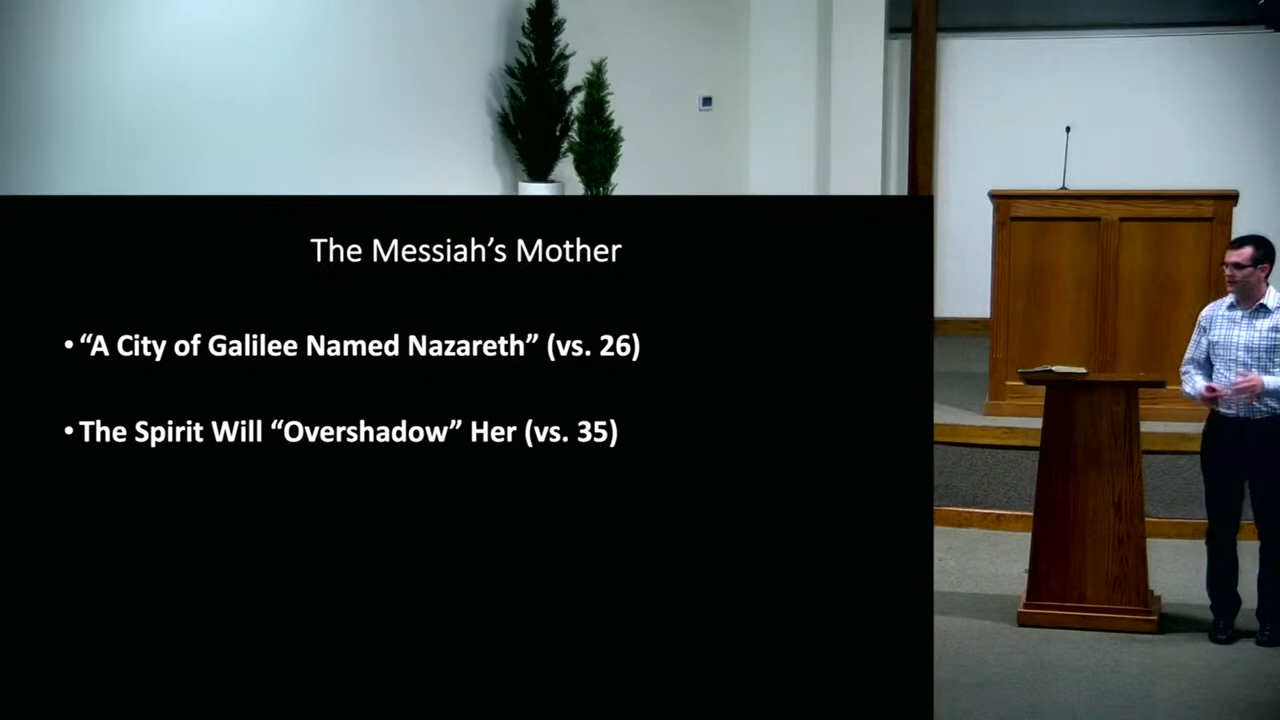 The Messiah’s Mother
• “A City of Galilee Named Nazareth” (vs. 26)
• The Spirit Will “Overshadow” Her (vs. 35)